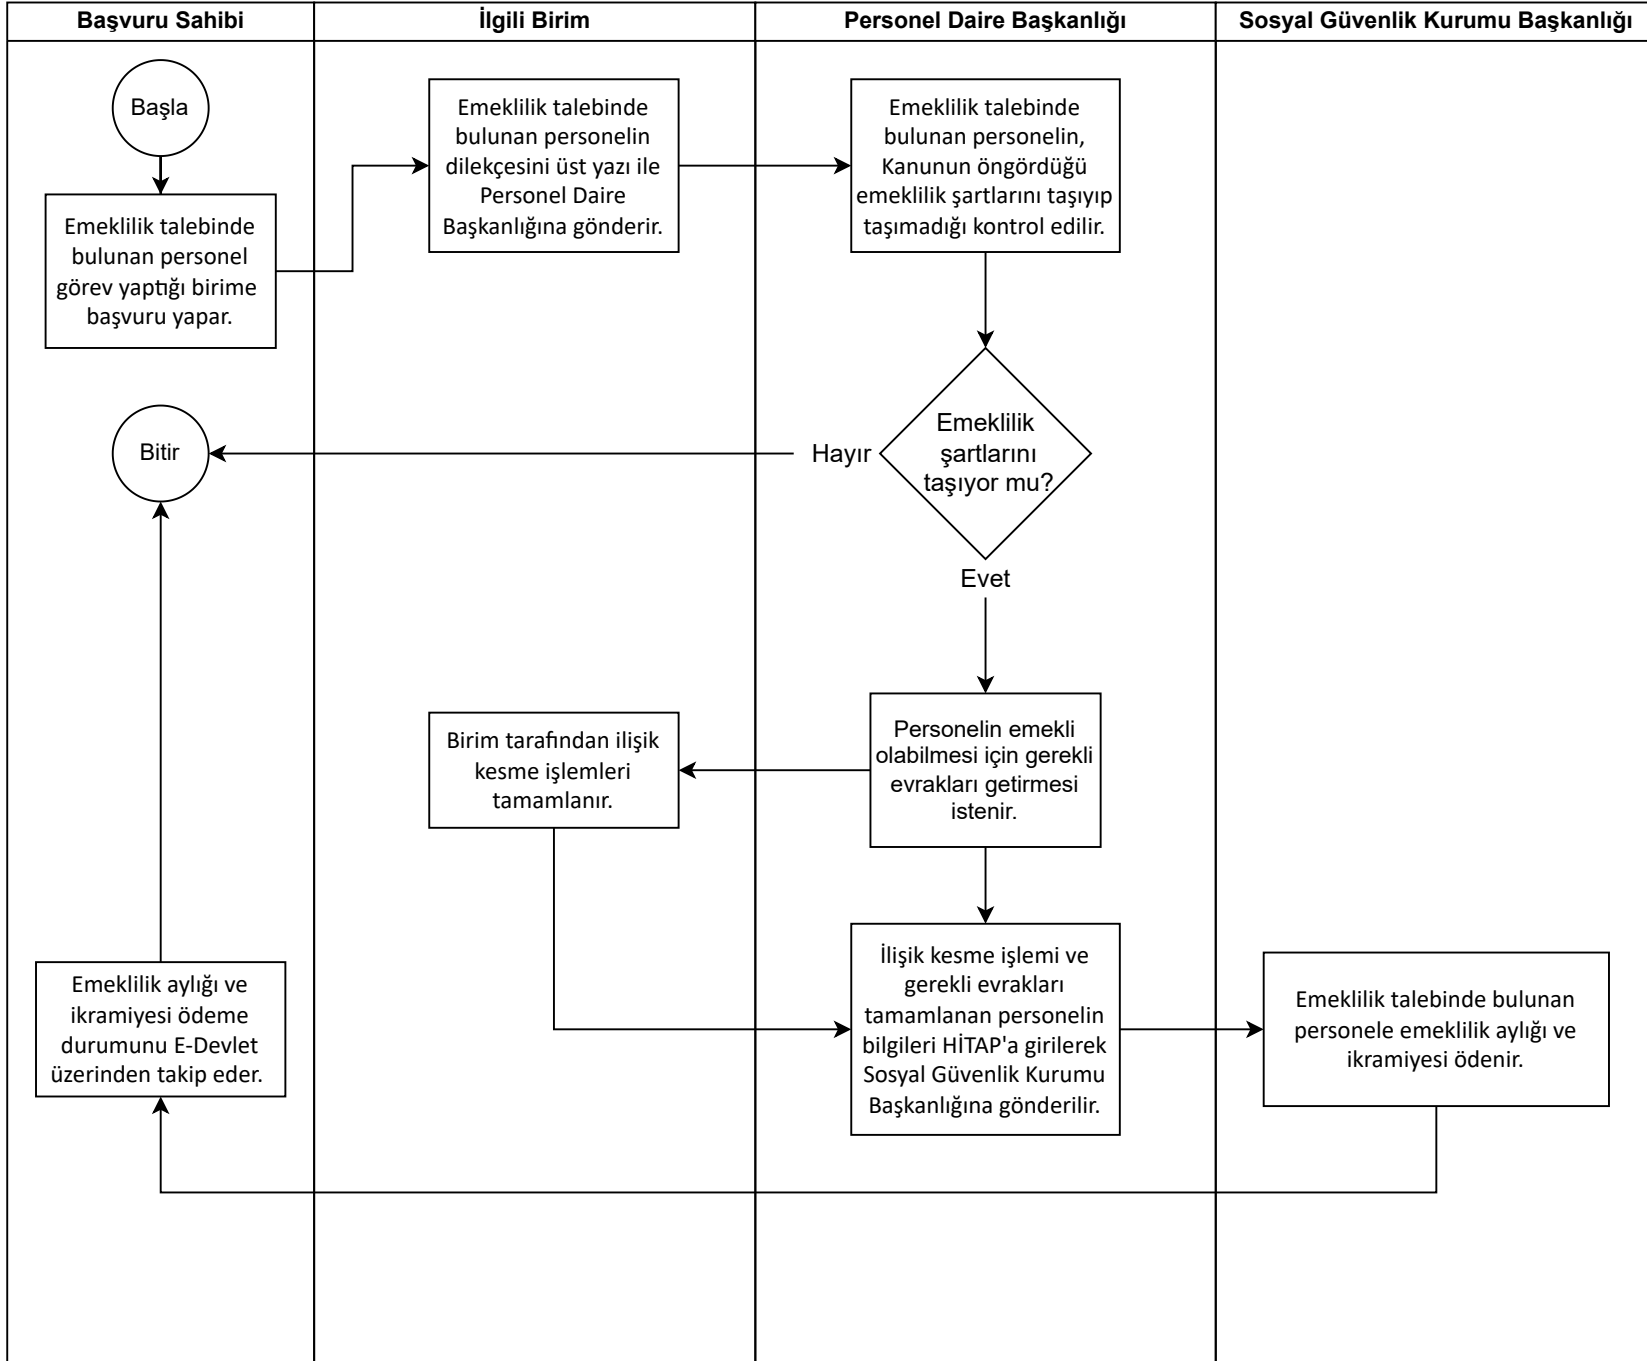 Başvuru Sahibi
İlgili Birim
Personel Daire Başkanlığı
Sosyal Güvenlik Kurumu Başkanlığı
Başla
Emeklilik talebinde
bulunan personel
görev yaptığı birime
başvuru yapar.
Emeklilik talebinde
bulunan personelin
dilekçesini üst yazı ile
Personel Daire
Başkanlığına gönderir.
Emeklilik talebinde
bulunan personelin,
Kanunun öngördüğü
emeklilik şartlarını taşıyıp
taşımadığı kontrol edilir.
Emeklilik
şartlarını
taşıyor mu?
Hayır
Bitir
Evet
Personelin emekli
olabilmesi için gerekli
evrakları getirmesi
istenir.
Birim tarafından ilişik
kesme işlemleri
tamamlanır.
İlişik kesme işlemi ve
gerekli evrakları
tamamlanan personelin
bilgileri HİTAP'a girilerek
Sosyal Güvenlik Kurumu
Başkanlığına gönderilir.
Emeklilik talebinde bulunan
personele emeklilik aylığı ve
ikramiyesi ödenir.
Emeklilik aylığı ve
ikramiyesi ödeme
durumunu E-Devlet
üzerinden takip eder.